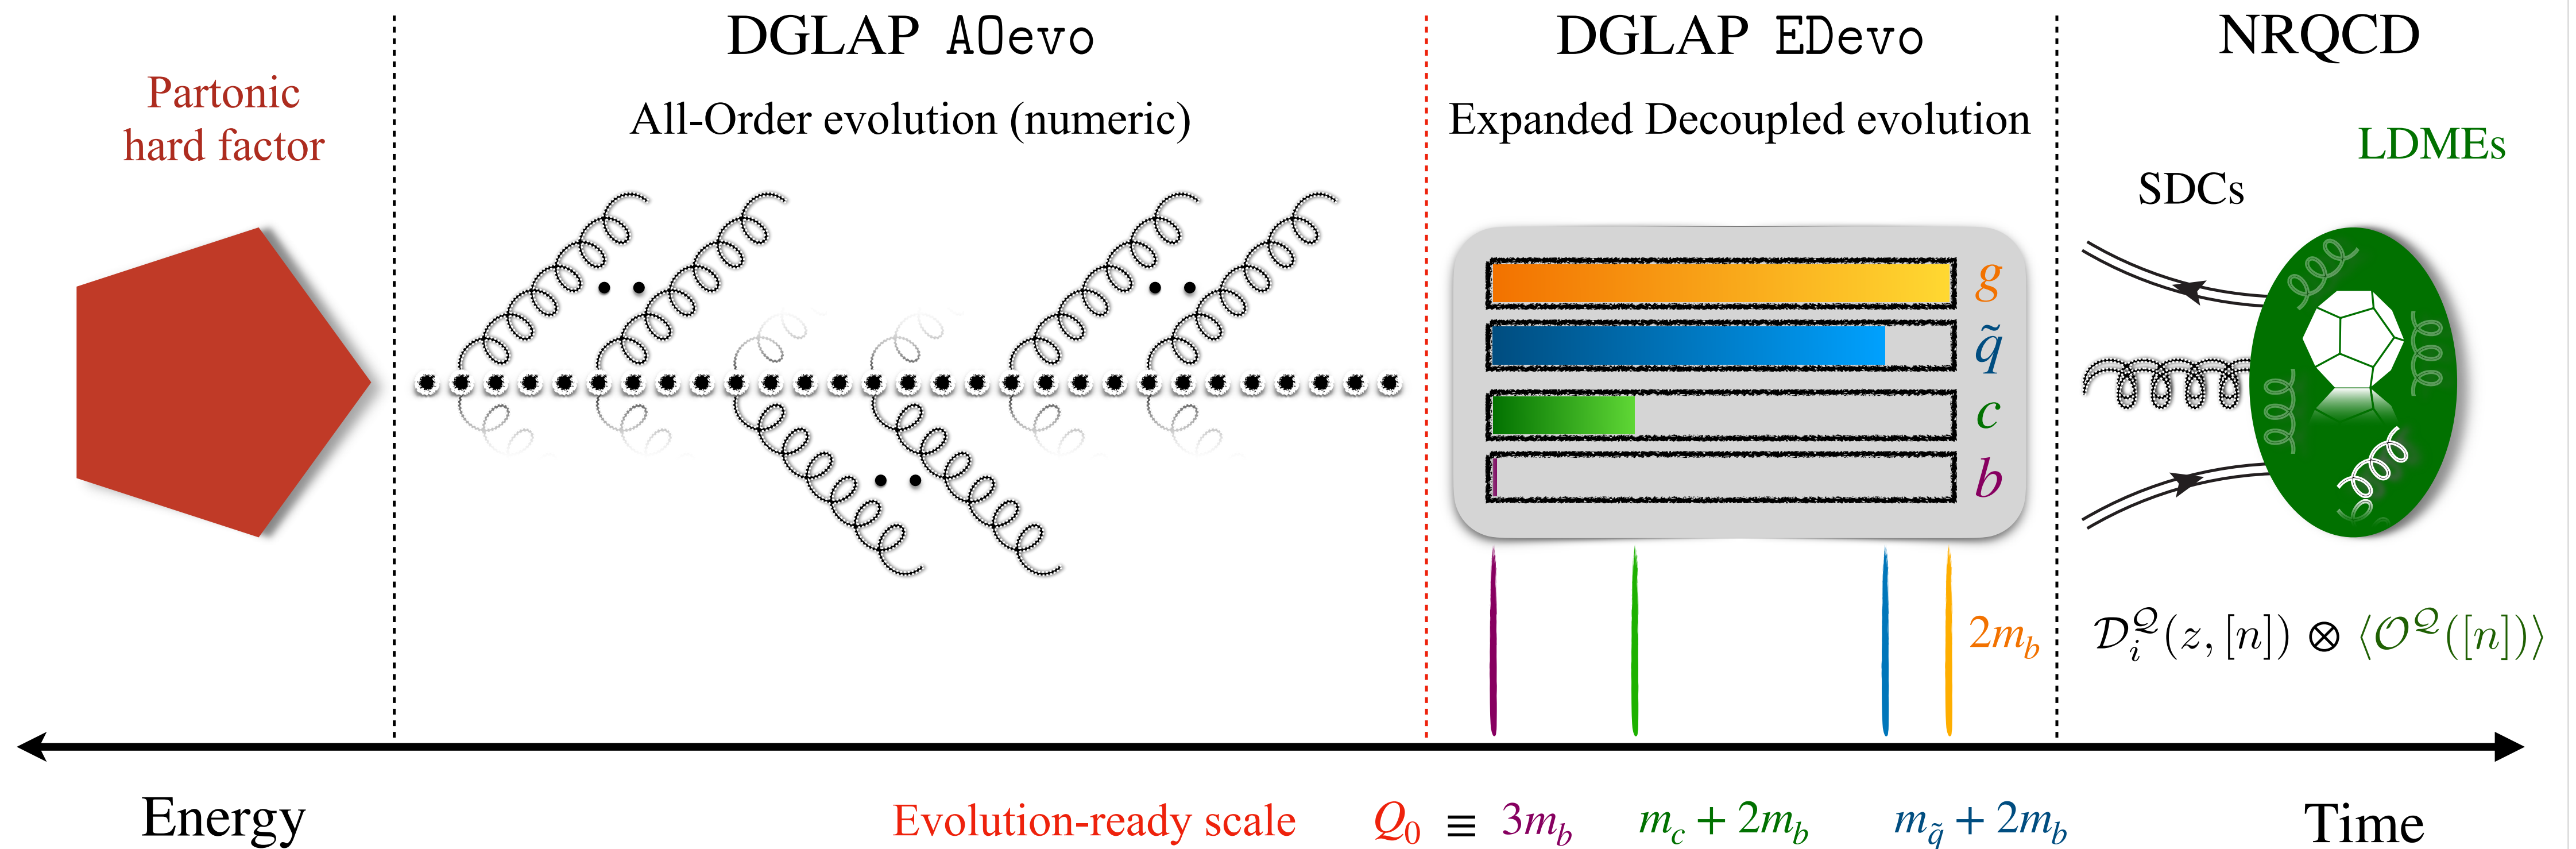 DGLAP AOevo
DGLAP EDevo
NRQCD
Partonic
hard factor
All-Order evolution (numeric)
Expanded Decoupled evolution
LDMEs
SDCs
g
q̃
c
b
2m_b
𝒟_i^𝒬(z, [n]) ⊗ ⟨𝒪^𝒬([n])⟩
Energy
Evolution-ready scale Q_0 ≡ 3m_b m_c + 2m_b m_q̃ + 2m_b
Time